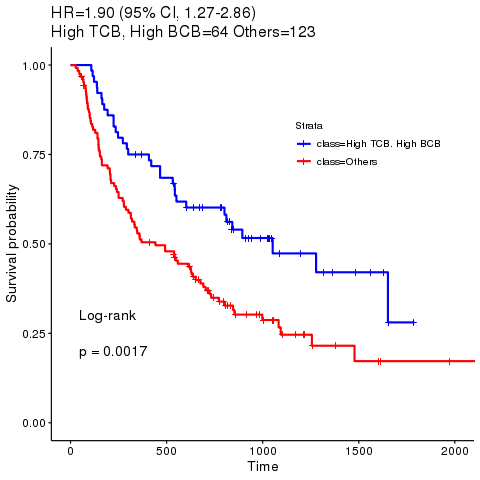 HR=1.90 (95% CI, 1.27-2.86)
High TCB, High BCB=64 Others=123
Strata
class=High TCB. High BCB
class=Others
Survival probability
1.00
0.75
0.50
0.25
0.00
Log-rank
p = 0.0017
0 500 1000 1500 2000
Time